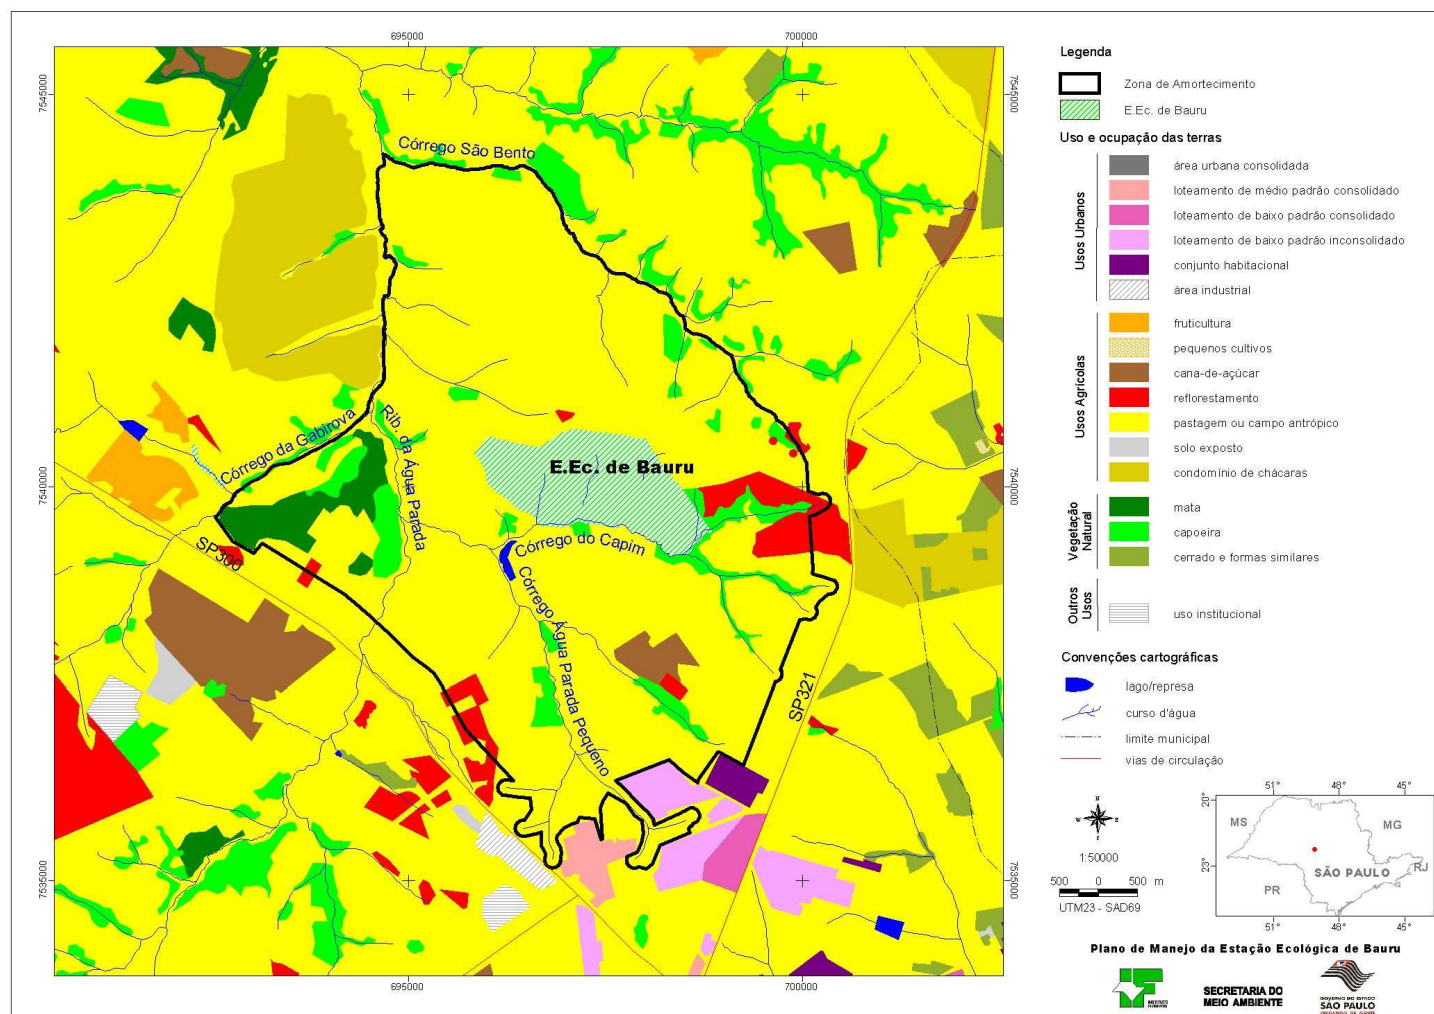 695000
700000
7545000
7545000
Córrego São Bento
Córrego da Gabirova
Rib. da Água Parada
7540000
7540000
E.Ec. de Bauru
SP300
Córrego do Capim
Córrego Água Parada Pequeno
SP321
7535000
7535000
695000
700000
Legenda
Zona de Amortecimento
E.Ec. de Bauru
Uso e ocupação das terras
Usos Urbanos
área urbana consolidada
loteamento de médio padrão consolidado
loteamento de baixo padrão consolidado
loteamento de baixo padrão inconsolidado
conjunto habitacional
área industrial
Usos Agrícolas
fruticultura
pequenos cultivos
cana-de-açúcar
reflorestamento
pastagem ou campo antrópico
solo exposto
condomínio de chácaras
Vegetação
Natural
mata
capoeira
cerrado e formas similares
Outros
Usos
uso institucional
Convenções cartográficas
lago/represa
curso d'água
limite municipal
vias de circulação
N
W
E
S
1:50000
500 0 500 m
UTM23 - SAD69
51° 48° 45°
20°
MS
MG
23°
SÃO PAULO
RJ
PR
51° 48° 45°
Plano de Manejo da Estação Ecológica de Bauru
INSTITUTO FLORESTAL
SECRETARIA DO
MEIO AMBIENTE
GOVERNO DO ESTADO
SÃO PAULO